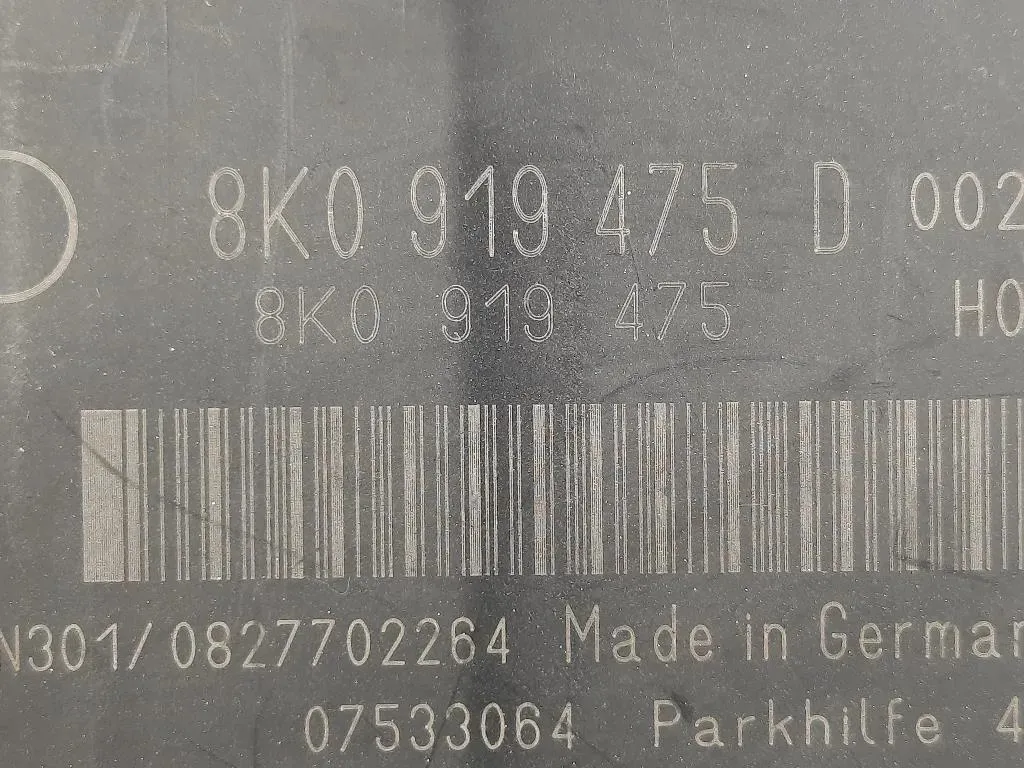 8K0 919 475 D 002
8K0 919 475 H0
N301/0827702264 Made in German
07533064 Parkhilfe 4